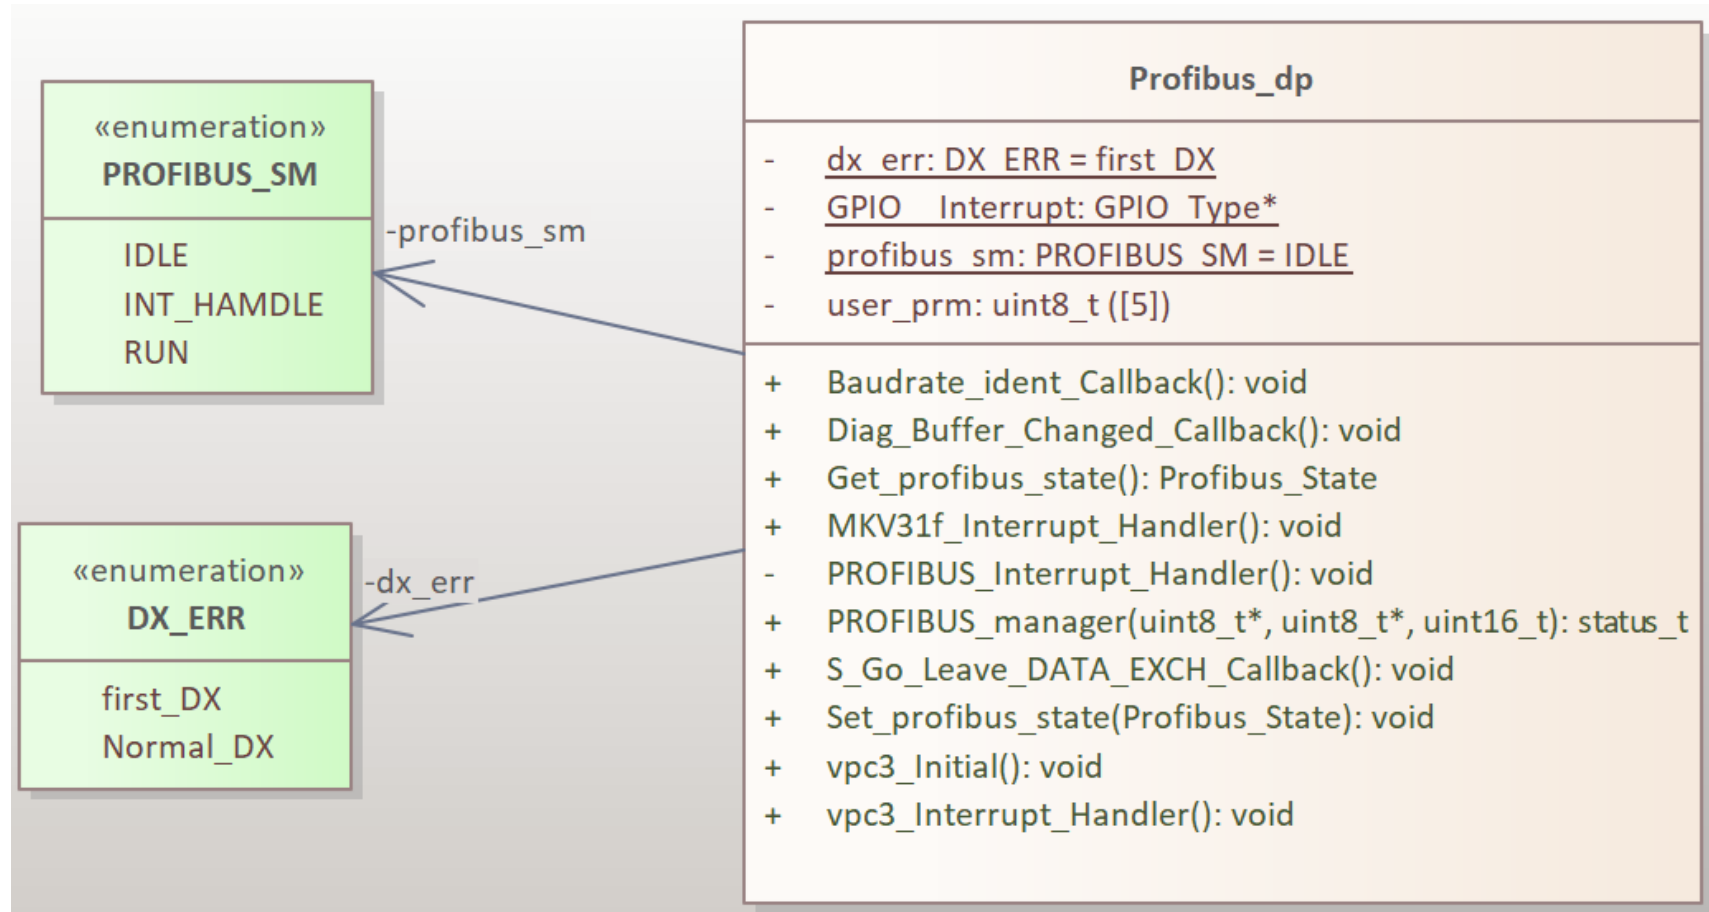 «enumeration»
PROFIBUS_SM
IDLE
INT_HAMDLE
RUN
-profibus_sm
«enumeration»
DX_ERR
first_DX
Normal_DX
-dx_err
Profibus_dp
- dx_err: DX_ERR = first_DX
- GPIO__Interrupt: GPIO_Type*
- profibus_sm: PROFIBUS_SM = IDLE
- user_prm: uint8_t ([5])
+ Baudrate_ident_Callback(): void
+ Diag_Buffer_Changed_Callback(): void
+ Get_profibus_state(): Profibus_State
+ MKV31f_Interrupt_Handler(): void
- PROFIBUS_Interrupt_Handler(): void
+ PROFIBUS_manager(uint8_t*, uint8_t*, uint16_t): status_t
+ S_Go_Leave_DATA_EXCH_Callback(): void
+ Set_profibus_state(Profibus_State): void
+ vpc3_Initial(): void
+ vpc3_Interrupt_Handler(): void